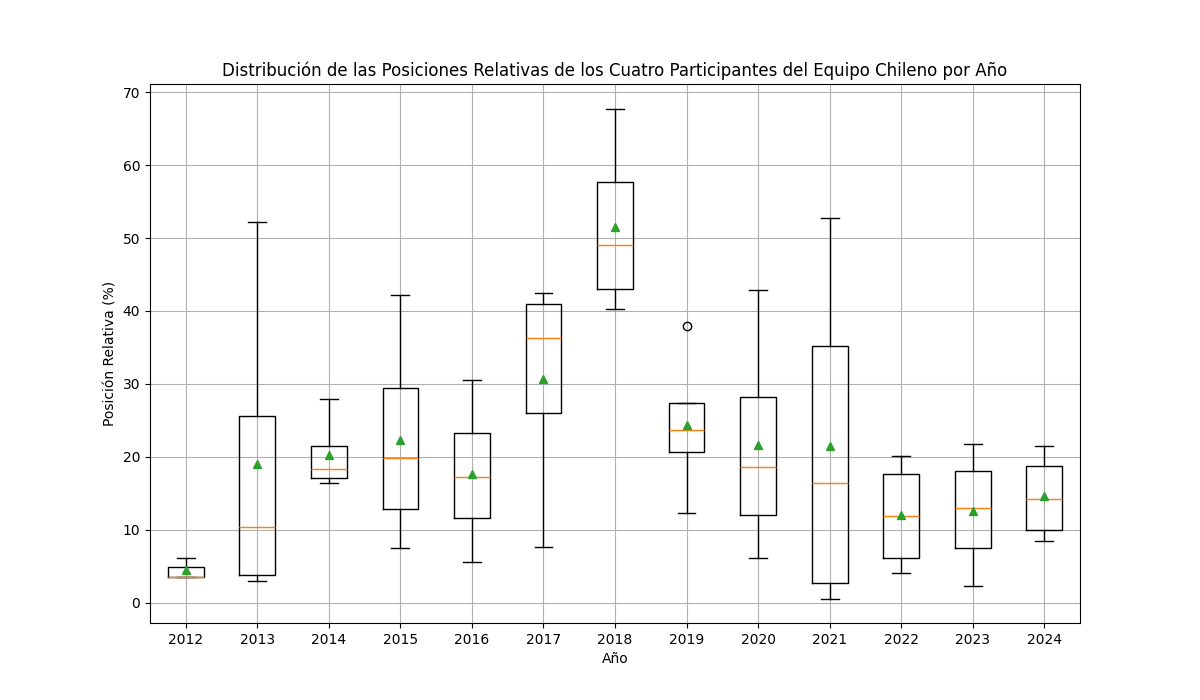 Distribución de las Posiciones Relativas de los Cuatro Participantes del Equipo Chileno por Año
70
60
50
40
30
20
10
0
Posición Relativa (%)
2012 2013 2014 2015 2016 2017 2018 2019 2020 2021 2022 2023 2024
Año